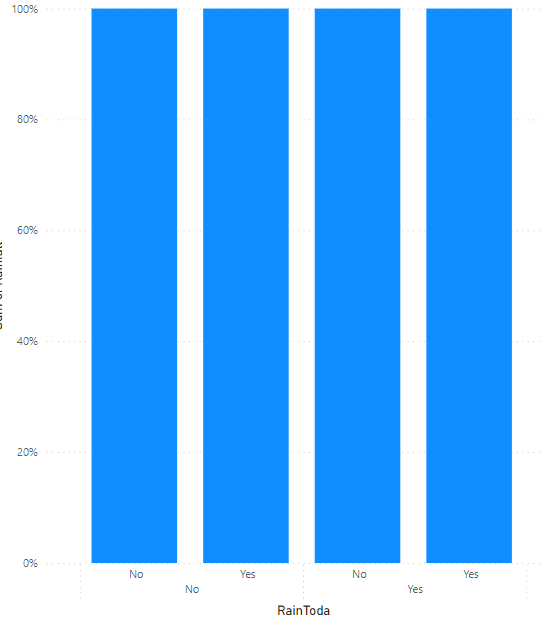 100%
80%
60%
40%
20%
0%
No Yes No Yes
No Yes
RainToda